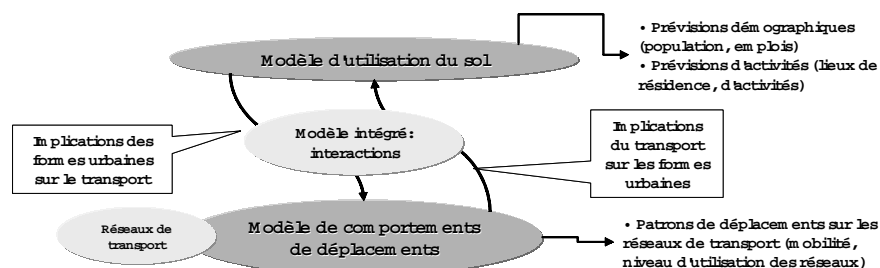 Modèle d'utilisation du sol
• Prévisions démographiques
(population, emplois)
• Prévisions d'activités (lieux de
résidence, d'activités)
Implications des
formes urbaines
sur le transport
Modèle intégré:
interactions
Implications
du transport
sur les formes
urbaines
Réseaux de
transport
Modèle de comportements
de déplacements
• Patrons de déplacements sur les
réseaux de transport (mobilité,
niveau d'utilisation des réseaux)